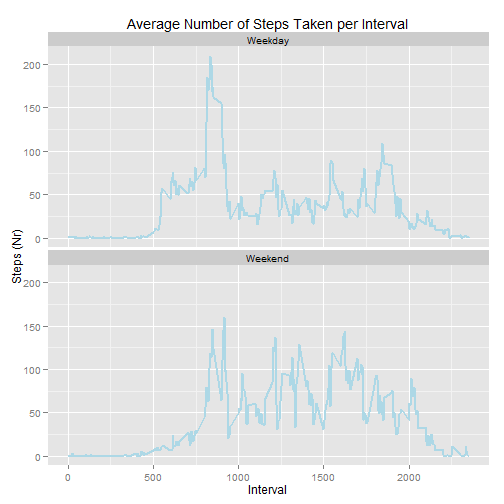 Average Number of Steps Taken per Interval
Weekday
200
150
100
50
0
Steps (Nr)
Weekend
200
150
100
50
0
0 500 1000 1500 2000
Interval